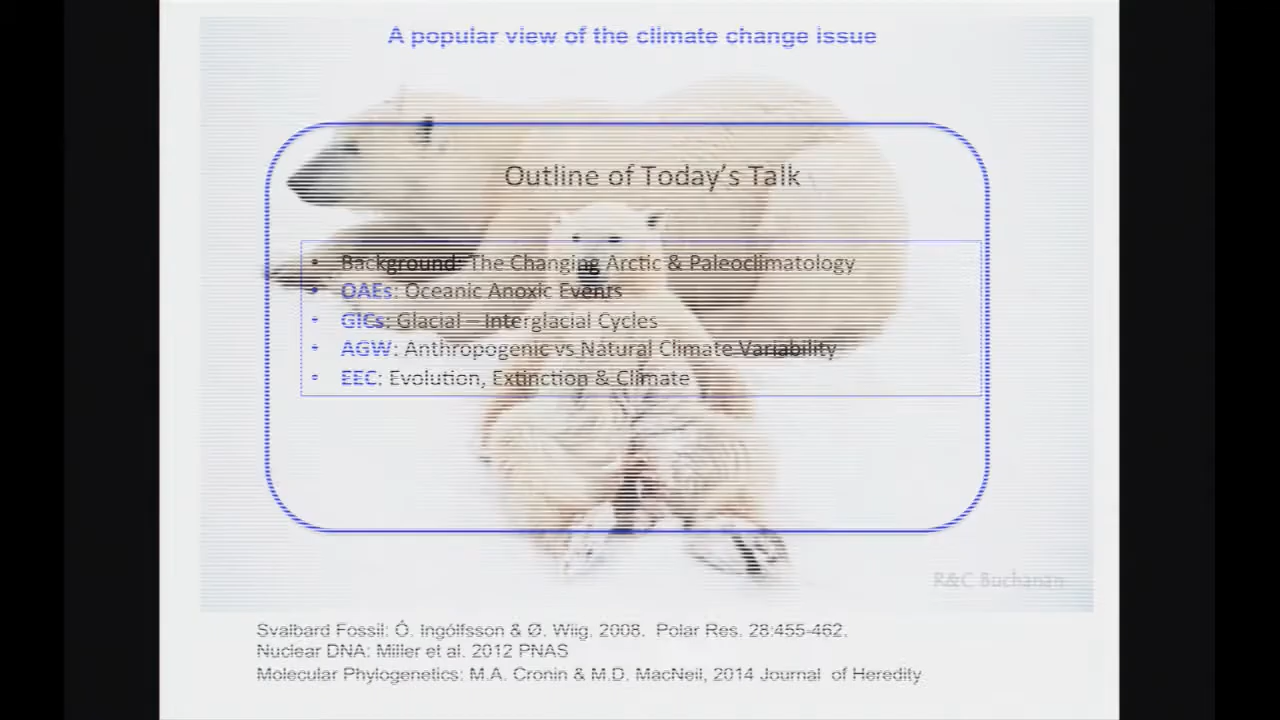 A popular view of the climate change issue
Outline of Today's Talk
• Background: The Changing Arctic & Paleoclimatology
• OAEs: Oceanic Anoxic Events
• GICs: Glacial – Interglacial Cycles
• AGW: Anthropogenic vs Natural Climate Variability
• EEC: Evolution, Extinction & Climate
R&C Buchanan
Svalbard Fossil: Ó. Ingólfsson & Ø. Wiig, 2008. Polar Res. 28:455-462.
Nuclear DNA: Miller et al. 2012 PNAS
Molecular Phylogenetics: M.A. Cronin & M.D. MacNeil, 2014 Journal of Heredity